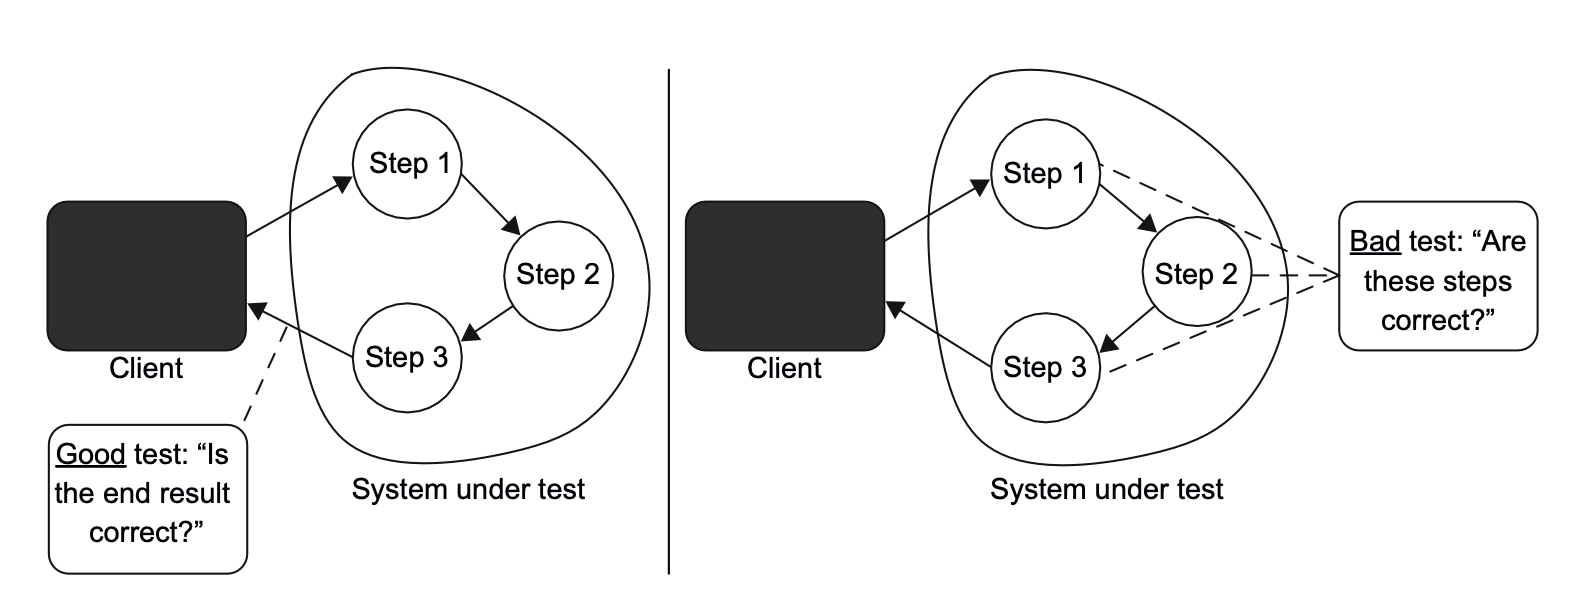 Step 1
Step 2
Step 3
Client
System under test
Good test: “Is
the end result
correct?”
Step 1
Step 2
Step 3
Client
System under test
Bad test: “Are
these steps
correct?”